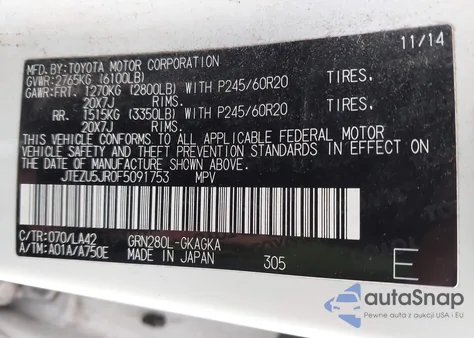 MFD.BY: TOYOTA MOTOR CORPORATION 11/14
GVWR: 2765KG (6100LB)
GAWR: FRT. 1270KG (2800LB) WITH P245/60R20 TIRES,
20X7J RIMS.
RR. 1515KG (3350LB) WITH P245/60R20 TIRES,
20X7J RIMS.
THIS VEHICLE CONFORMS TO ALL APPLICABLE FEDERAL MOTOR
VEHICLE SAFETY AND THEFT PREVENTION STANDARDS IN EFFECT ON
THE DATE OF MANUFACTURE SHOWN ABOVE.
JTEZU5JR0F5091753 MPV
C/TR: 070/LA42 GRN280L-GKAGKA
A/TM: A01A/A750E MADE IN JAPAN 305 E
autoSnap
Pewne auta z aukcji USA i EU